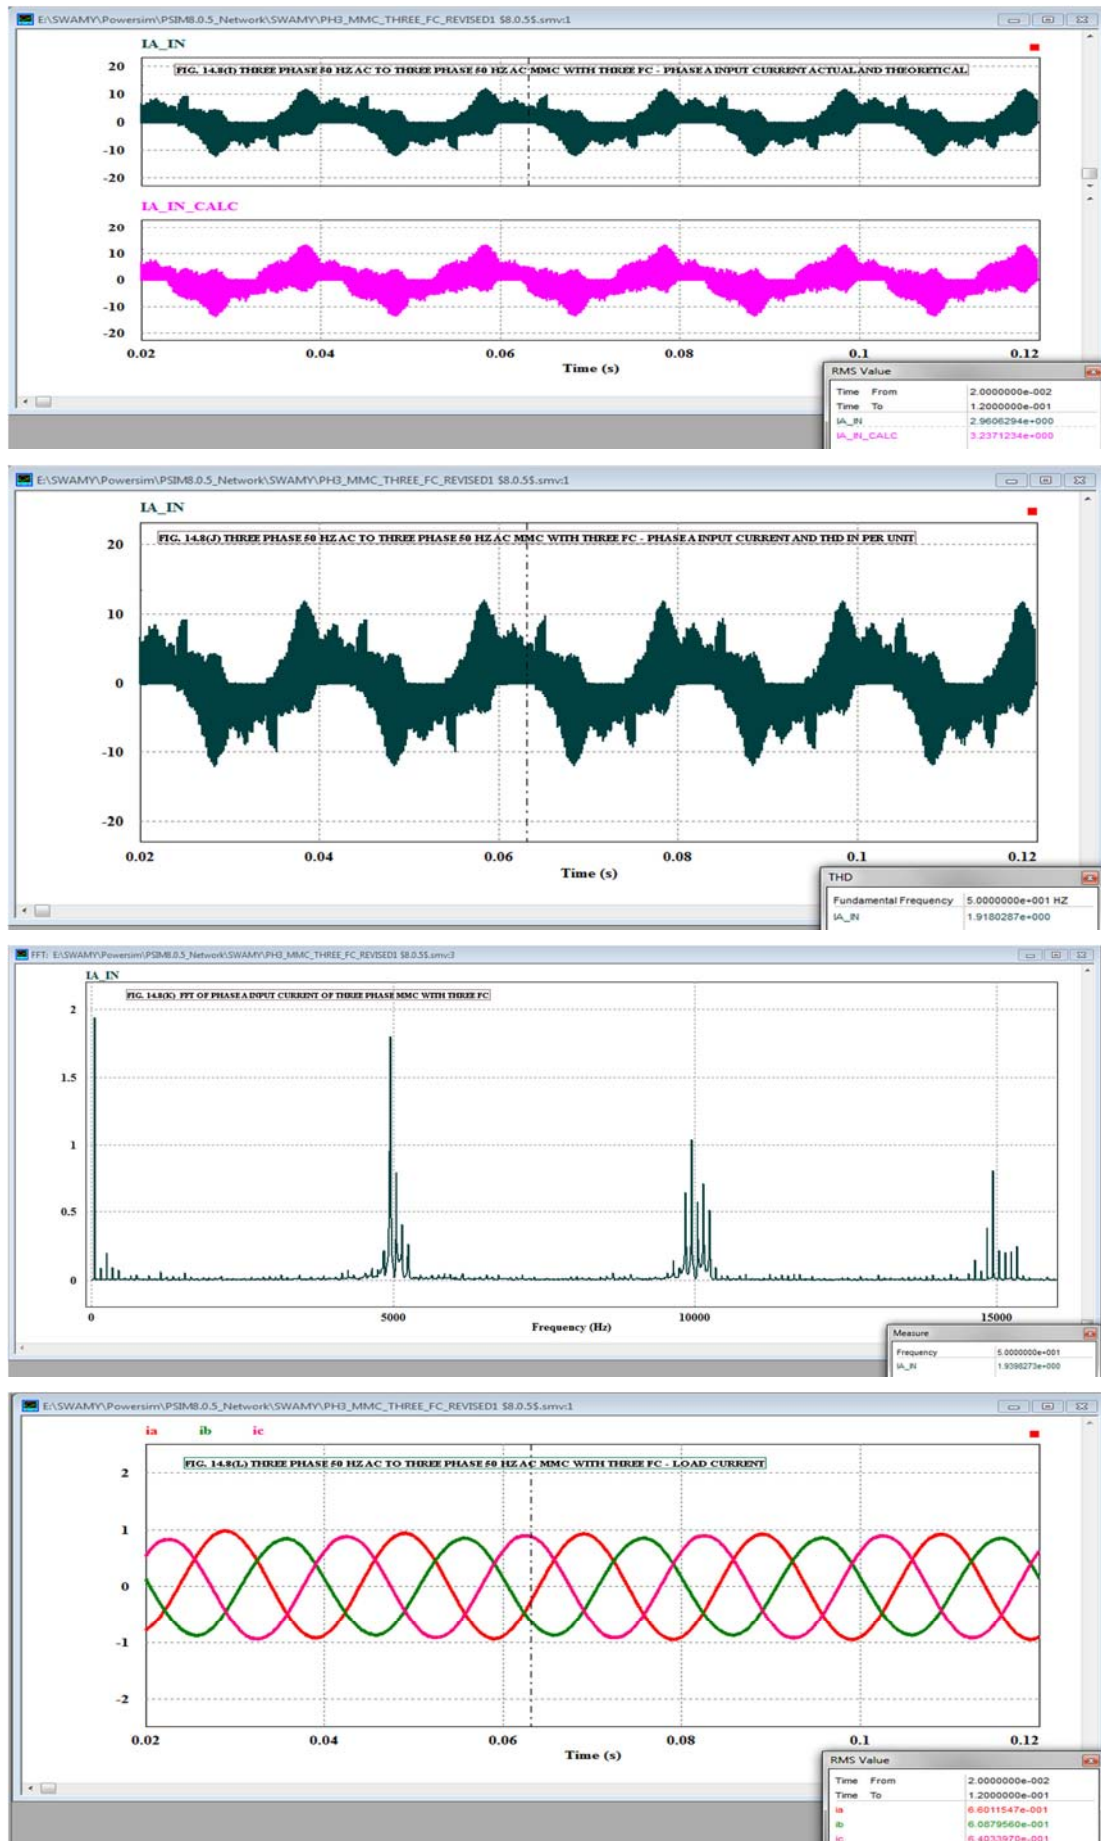 E:\SWAMY\Powersim\PSIM8.0.5_Network\SWAMY\PH3_MMC_THREE_FC_REVISED1 $8.0.5$.smv:1
IA_IN
FIG. 14.8(I) THREE PHASE 50 HZ AC TO THREE PHASE 50 HZ AC MMC WITH THREE FC - PHASE A INPUT CURRENT ACTUAL AND THEORETICAL
20
10
0
-10
-20
IA_IN_CALC
20
10
0
-10
-20
0.02 0.04 0.06 0.08 0.1 0.12
Time (s)
RMS Value
Time From 2.0000000e-002
Time To 1.2000000e-001
IA_IN 2.9606294e+000
IA_IN_CALC 3.2371234e+000
E:\SWAMY\Powersim\PSIM8.0.5_Network\SWAMY\PH3_MMC_THREE_FC_REVISED1 $8.0.5$.smv:1
IA_IN
FIG. 14.8(J) THREE PHASE 50 HZ AC TO THREE PHASE 50 HZ AC MMC WITH THREE FC - PHASE A INPUT CURRENT AND THD IN PER UNIT
20
10
0
-10
-20
0.02 0.04 0.06 0.08 0.1 0.12
Time (s)
THD
Fundamental Frequency 5.0000000e+001 HZ
IA_IN 1.9180287e+000
FFT: E:\SWAMY\Powersim\PSIM8.0.5_Network\SWAMY\PH3_MMC_THREE_FC_REVISED1 $8.0.5$.smv:3
IA_IN
FIG. 14.8(K) FFT OF PHASE A INPUT CURRENT OF THREE PHASE MMC WITH THREE FC
2
1.5
1
0.5
0
0 5000 10000 15000
Frequency (Hz)
Measure
Frequency 5.0000000e+001
IA_IN 1.9398273e+000
E:\SWAMY\Powersim\PSIM8.0.5_Network\SWAMY\PH3_MMC_THREE_FC_REVISED1 $8.0.5$.smv:1
ia ib ic
FIG. 14.8(L) THREE PHASE 50 HZ AC TO THREE PHASE 50 HZ AC MMC WITH THREE FC - LOAD CURRENT
2
1
0
-1
-2
0.02 0.04 0.06 0.08 0.1 0.12
Time (s)
RMS Value
Time From 2.0000000e-002
Time To 1.2000000e-001
ia 6.6011547e-001
ib 6.0879560e-001
ic 6.4033970e-001